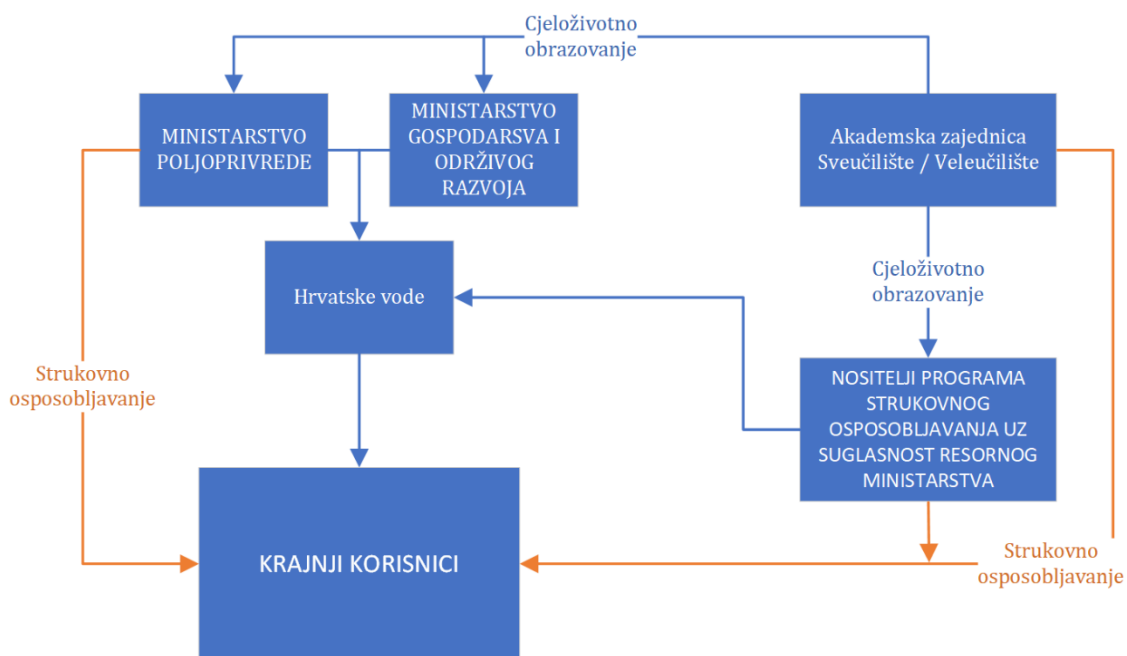 Cjeloživotno
obrazovanje
MINISTARSTVO
POLJOPRIVREDE
MINISTARSTVO
GOSPODARSVA I
ODRŽIVOG
RAZVOJA
Akademska zajednica
Sveučilište / Veleučilište
Hrvatske vode
Cjeloživotno
obrazovanje
Strukovno
osposobljavanje
NOSITELJI PROGRAMA
STRUKOVNOG
OSPOSOBLJAVANJA UZ
SUGLASNOST RESORNOG
MINISTARSTVA
KRAJNJI KORISNICI
Strukovno
osposobljavanje